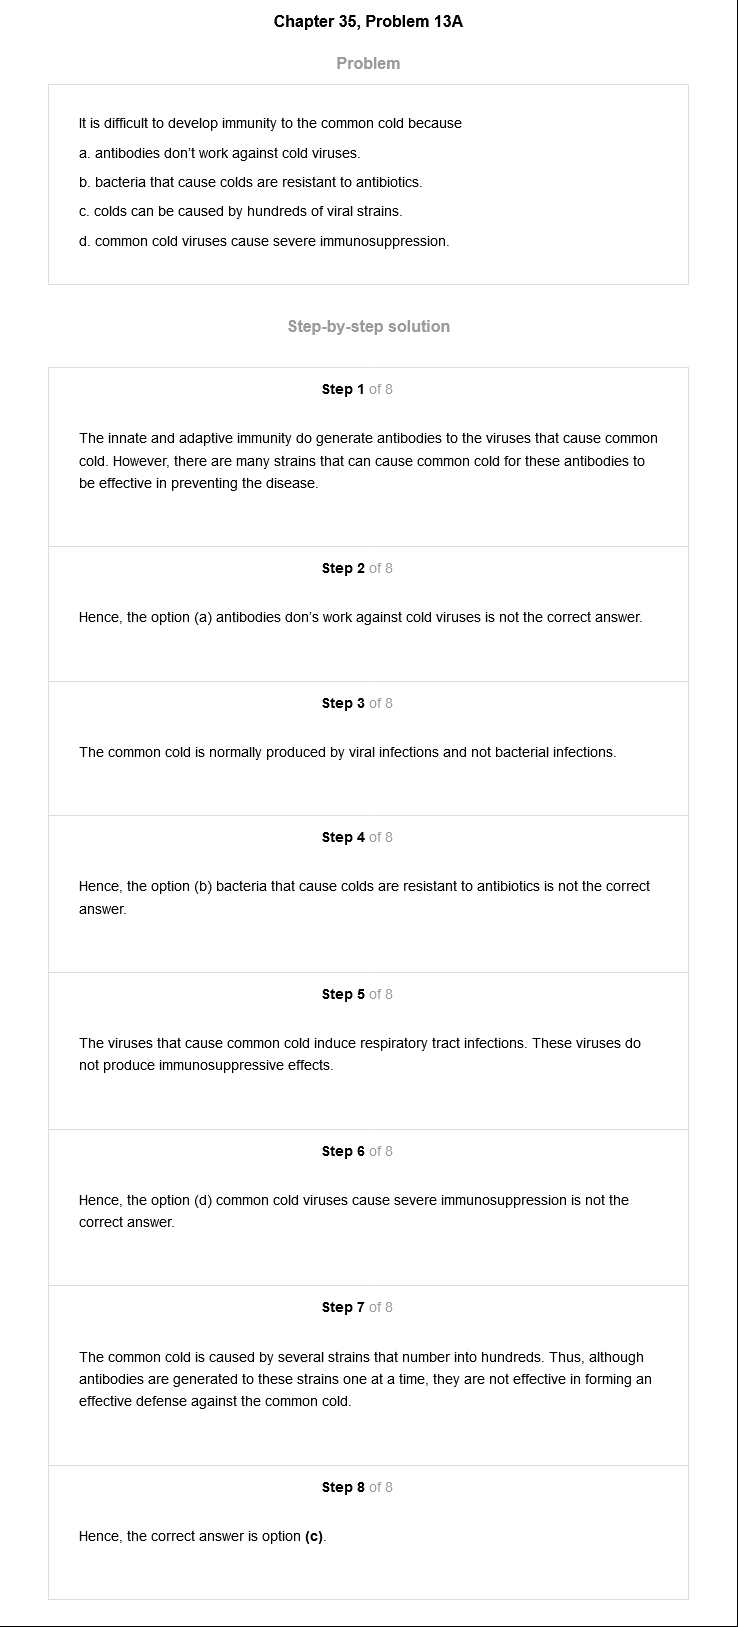 Chapter 35, Problem 13A
Problem
It is difficult to develop immunity to the common cold because
a. antibodies don't work against cold viruses.
b. bacteria that cause colds are resistant to antibiotics.
c. colds can be caused by hundreds of viral strains.
d. common cold viruses cause severe immunosuppression.
Step-by-step solution
Step 1 of 8
The innate and adaptive immunity do generate antibodies to the viruses that cause common
cold. However, there are many strains that can cause common cold for these antibodies to
be effective in preventing the disease.
Step 2 of 8
Hence, the option (a) antibodies don's work against cold viruses is not the correct answer.
Step 3 of 8
The common cold is normally produced by viral infections and not bacterial infections.
Step 4 of 8
Hence, the option (b) bacteria that cause colds are resistant to antibiotics is not the correct
answer.
Step 5 of 8
The viruses that cause common cold induce respiratory tract infections. These viruses do
not produce immunosuppressive effects.
Step 6 of 8
Hence, the option (d) common cold viruses cause severe immunosuppression is not the
correct answer.
Step 7 of 8
The common cold is caused by several strains that number into hundreds. Thus, although
antibodies are generated to these strains one at a time, they are not effective in forming an
effective defense against the common cold.
Step 8 of 8
Hence, the correct answer is option (c).